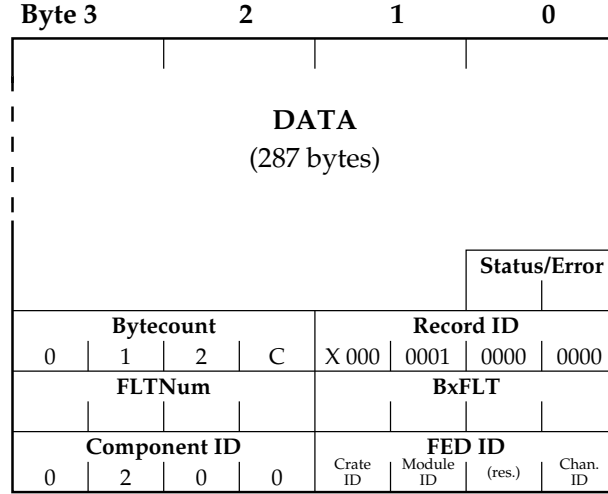 Byte 3 2 1 0
DATA
(287 bytes)
Status/Error
Bytecount Record ID
0 1 2 C X 000 0001 0000 0000
FLTNum BxFLT
Component ID FED ID
0 2 0 0 Crate ID Module ID (res.) Chan. ID